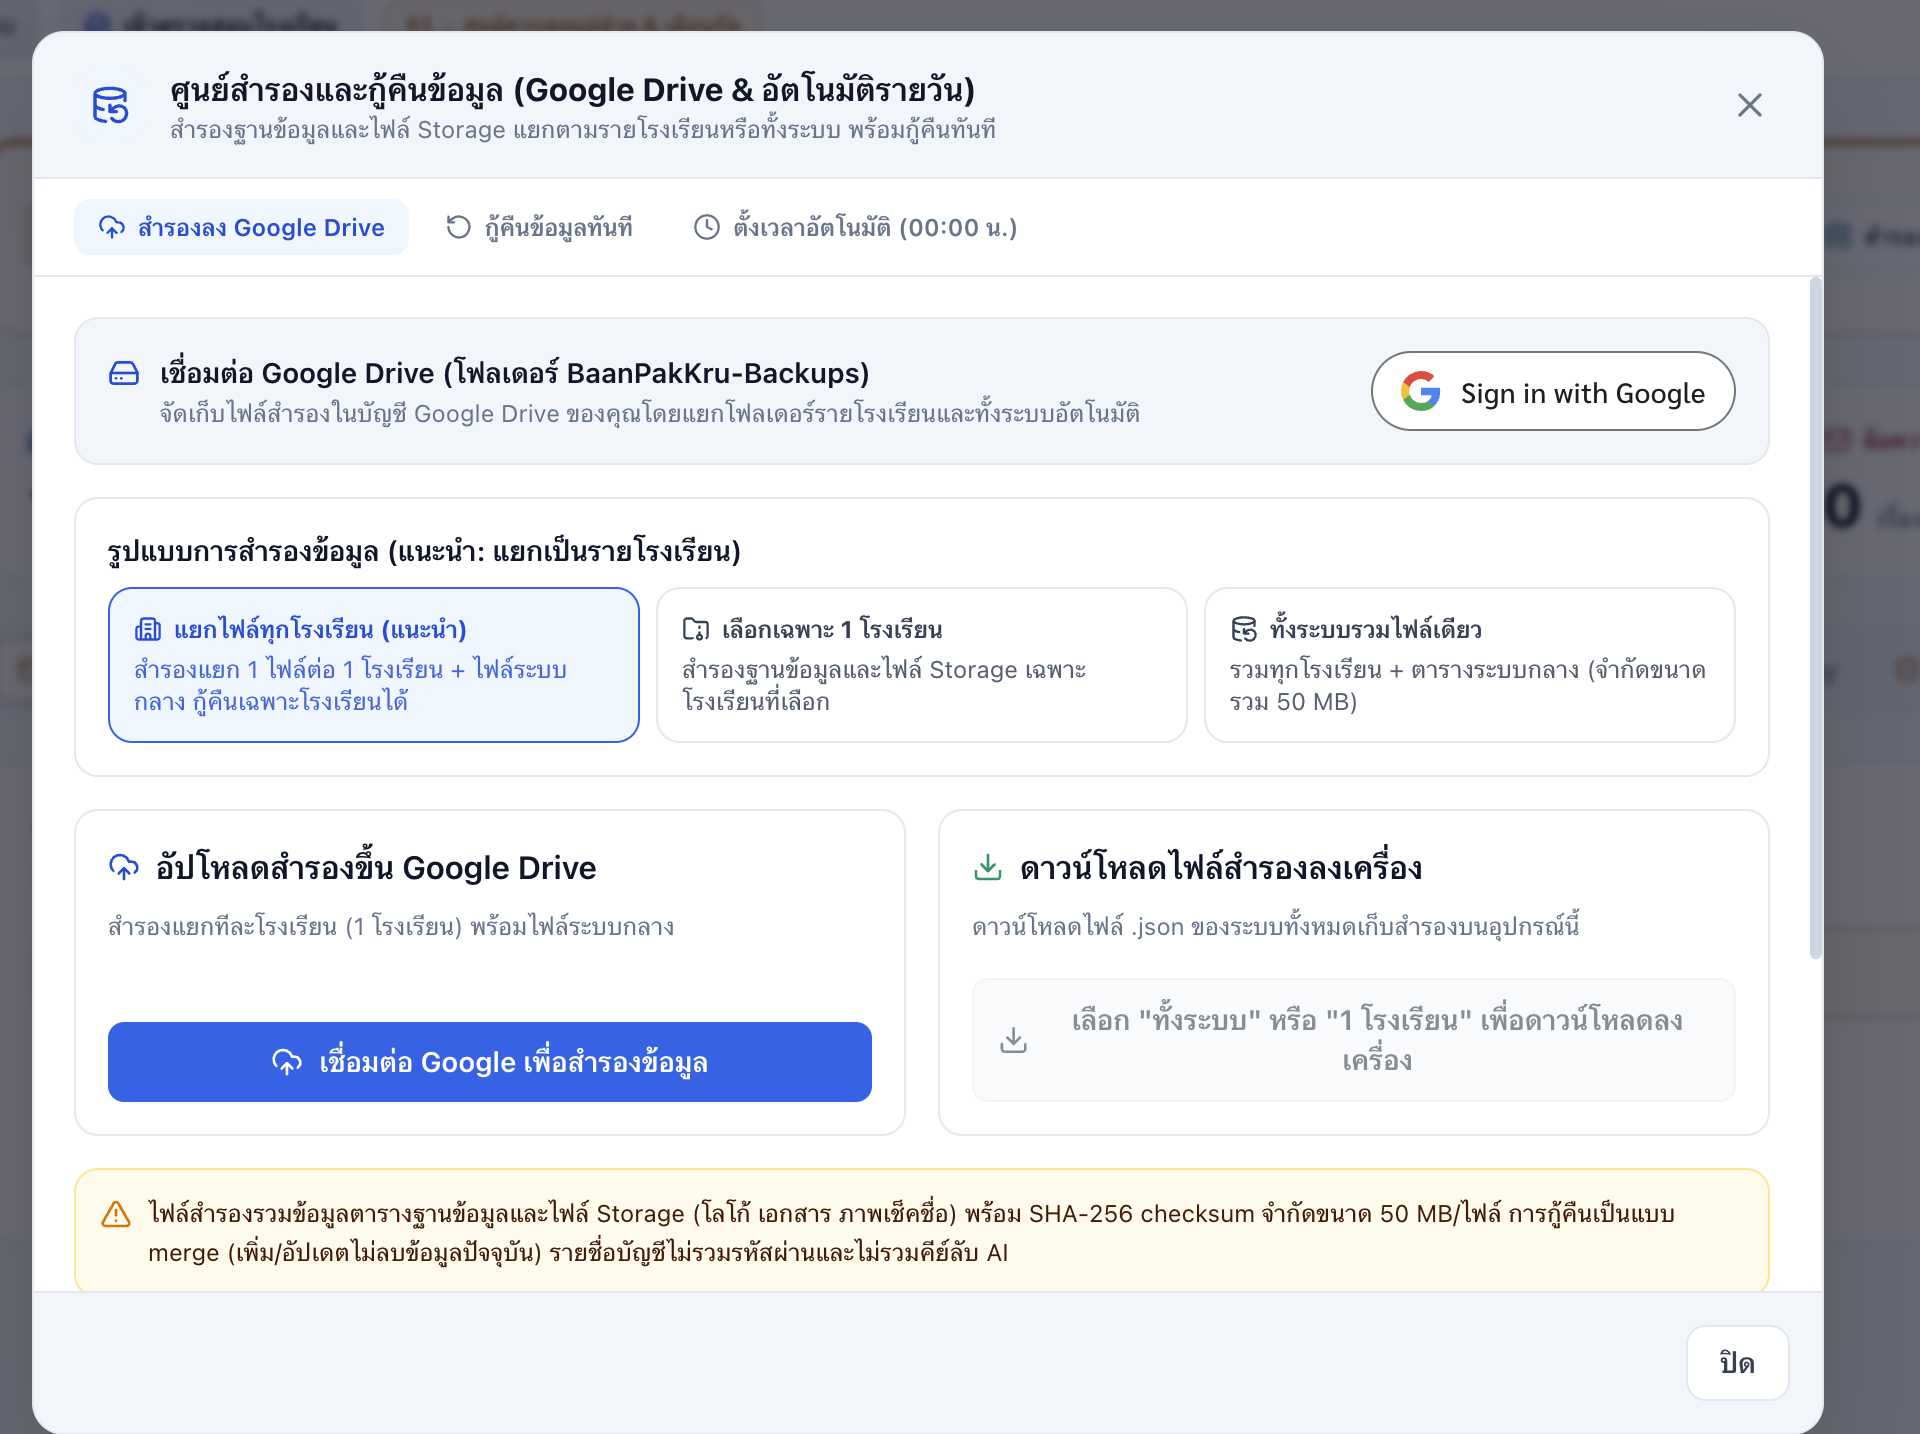 ศูนย์สำรองและกู้คืนข้อมูล (Google Drive & อัตโนมัติรายวัน)
สำรองฐานข้อมูลและไฟล์ Storage แยกตามรายโรงเรียนหรือทั้งระบบ พร้อมกู้คืนทันที
สำรองลง Google Drive
กู้คืนข้อมูลทันที
ตั้งเวลาอัตโนมัติ (00:00 น.)
เชื่อมต่อ Google Drive (โฟลเดอร์ BaanPakKru-Backups)
จัดเก็บไฟล์สำรองในบัญชี Google Drive ของคุณโดยแยกโฟลเดอร์รายโรงเรียนและทั้งระบบอัตโนมัติ
Sign in with Google
รูปแบบการสำรองข้อมูล (แนะนำ: แยกเป็นรายโรงเรียน)
แยกไฟล์ทุกโรงเรียน (แนะนำ)
สำรองแยก 1 ไฟล์ต่อ 1 โรงเรียน + ไฟล์ระบบ
กลาง กู้คืนเฉพาะโรงเรียนได้
เลือกเฉพาะ 1 โรงเรียน
สำรองฐานข้อมูลและไฟล์ Storage เฉพาะ
โรงเรียนที่เลือก
ทั้งระบบรวมไฟล์เดียว
รวมทุกโรงเรียน + ตารางระบบกลาง (จำกัดขนาด
รวม 50 MB)
อัปโหลดสำรองขึ้น Google Drive
สำรองแยกทีละโรงเรียน (1 โรงเรียน) พร้อมไฟล์ระบบกลาง
เชื่อมต่อ Google เพื่อสำรองข้อมูล
ดาวน์โหลดไฟล์สำรองลงเครื่อง
ดาวน์โหลดไฟล์ .json ของระบบทั้งหมดเก็บสำรองบนอุปกรณ์นี้
เลือก "ทั้งระบบ" หรือ "1 โรงเรียน" เพื่อดาวน์โหลดลง
เครื่อง
ไฟล์สำรองรวมข้อมูลตารางฐานข้อมูลและไฟล์ Storage (โลโก้ เอกสาร ภาพเช็คชื่อ) พร้อม SHA-256 checksum จำกัดขนาด 50 MB/ไฟล์ การกู้คืนเป็นแบบ
merge (เพิ่ม/อัปเดตไม่ลบข้อมูลปัจจุบัน) รายชื่อบัญชีไม่รวมรหัสผ่านและไม่รวมคีย์ลับ AI
ปิด
0